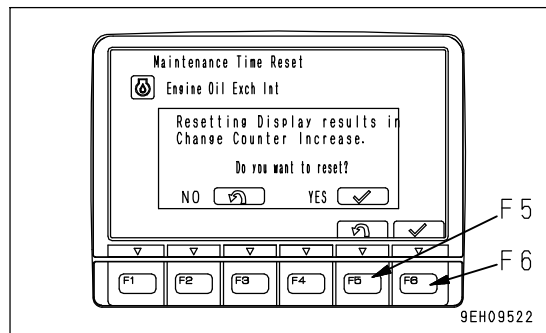 Maintenance Time Reset
Engine Oil Exch Int
Resetting Display results in
Change Counter Increase.
Do you want to reset?
NO YES
F5
F6
F1 F2 F3 F4 F5 F6
9EH09522